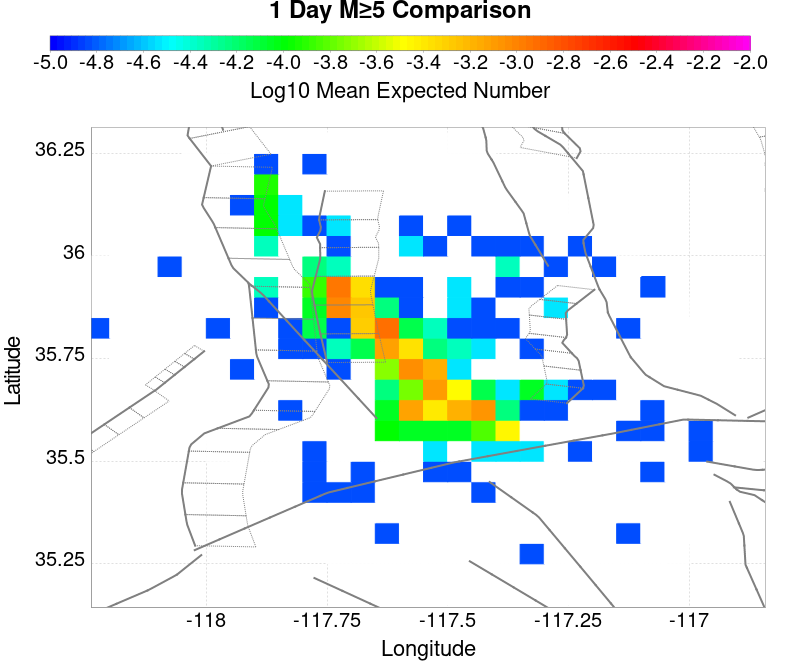 1 Day M≥5 Comparison
-5.0 -4.8 -4.6 -4.4 -4.2 -4.0 -3.8 -3.6 -3.4 -3.2 -3.0 -2.8 -2.6 -2.4 -2.2 -2.0
Log10 Mean Expected Number
36.25
36
35.75
35.5
35.25
Latitude
-118 -117.75 -117.5 -117.25 -117
Longitude